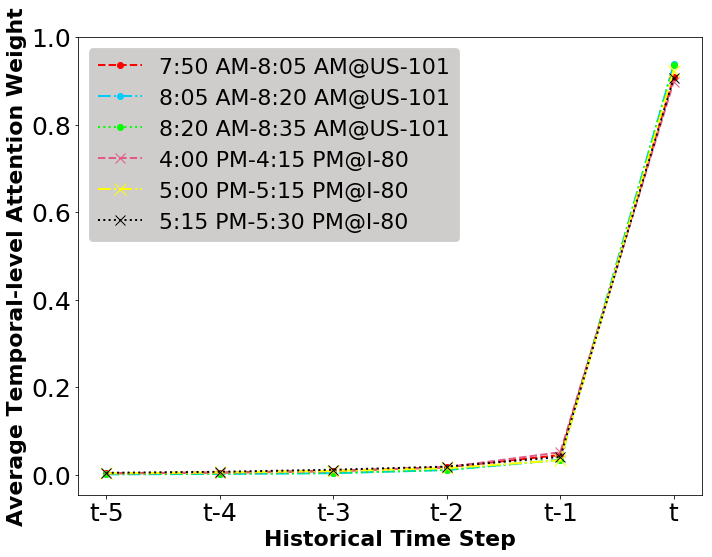 Average Temporal-level Attention Weight
1.0
0.8
0.6
0.4
0.2
0.0
7:50 AM-8:05 AM@US-101
8:05 AM-8:20 AM@US-101
8:20 AM-8:35 AM@US-101
4:00 PM-4:15 PM@I-80
5:00 PM-5:15 PM@I-80
5:15 PM-5:30 PM@I-80
t-5 t-4 t-3 t-2 t-1 t
Historical Time Step